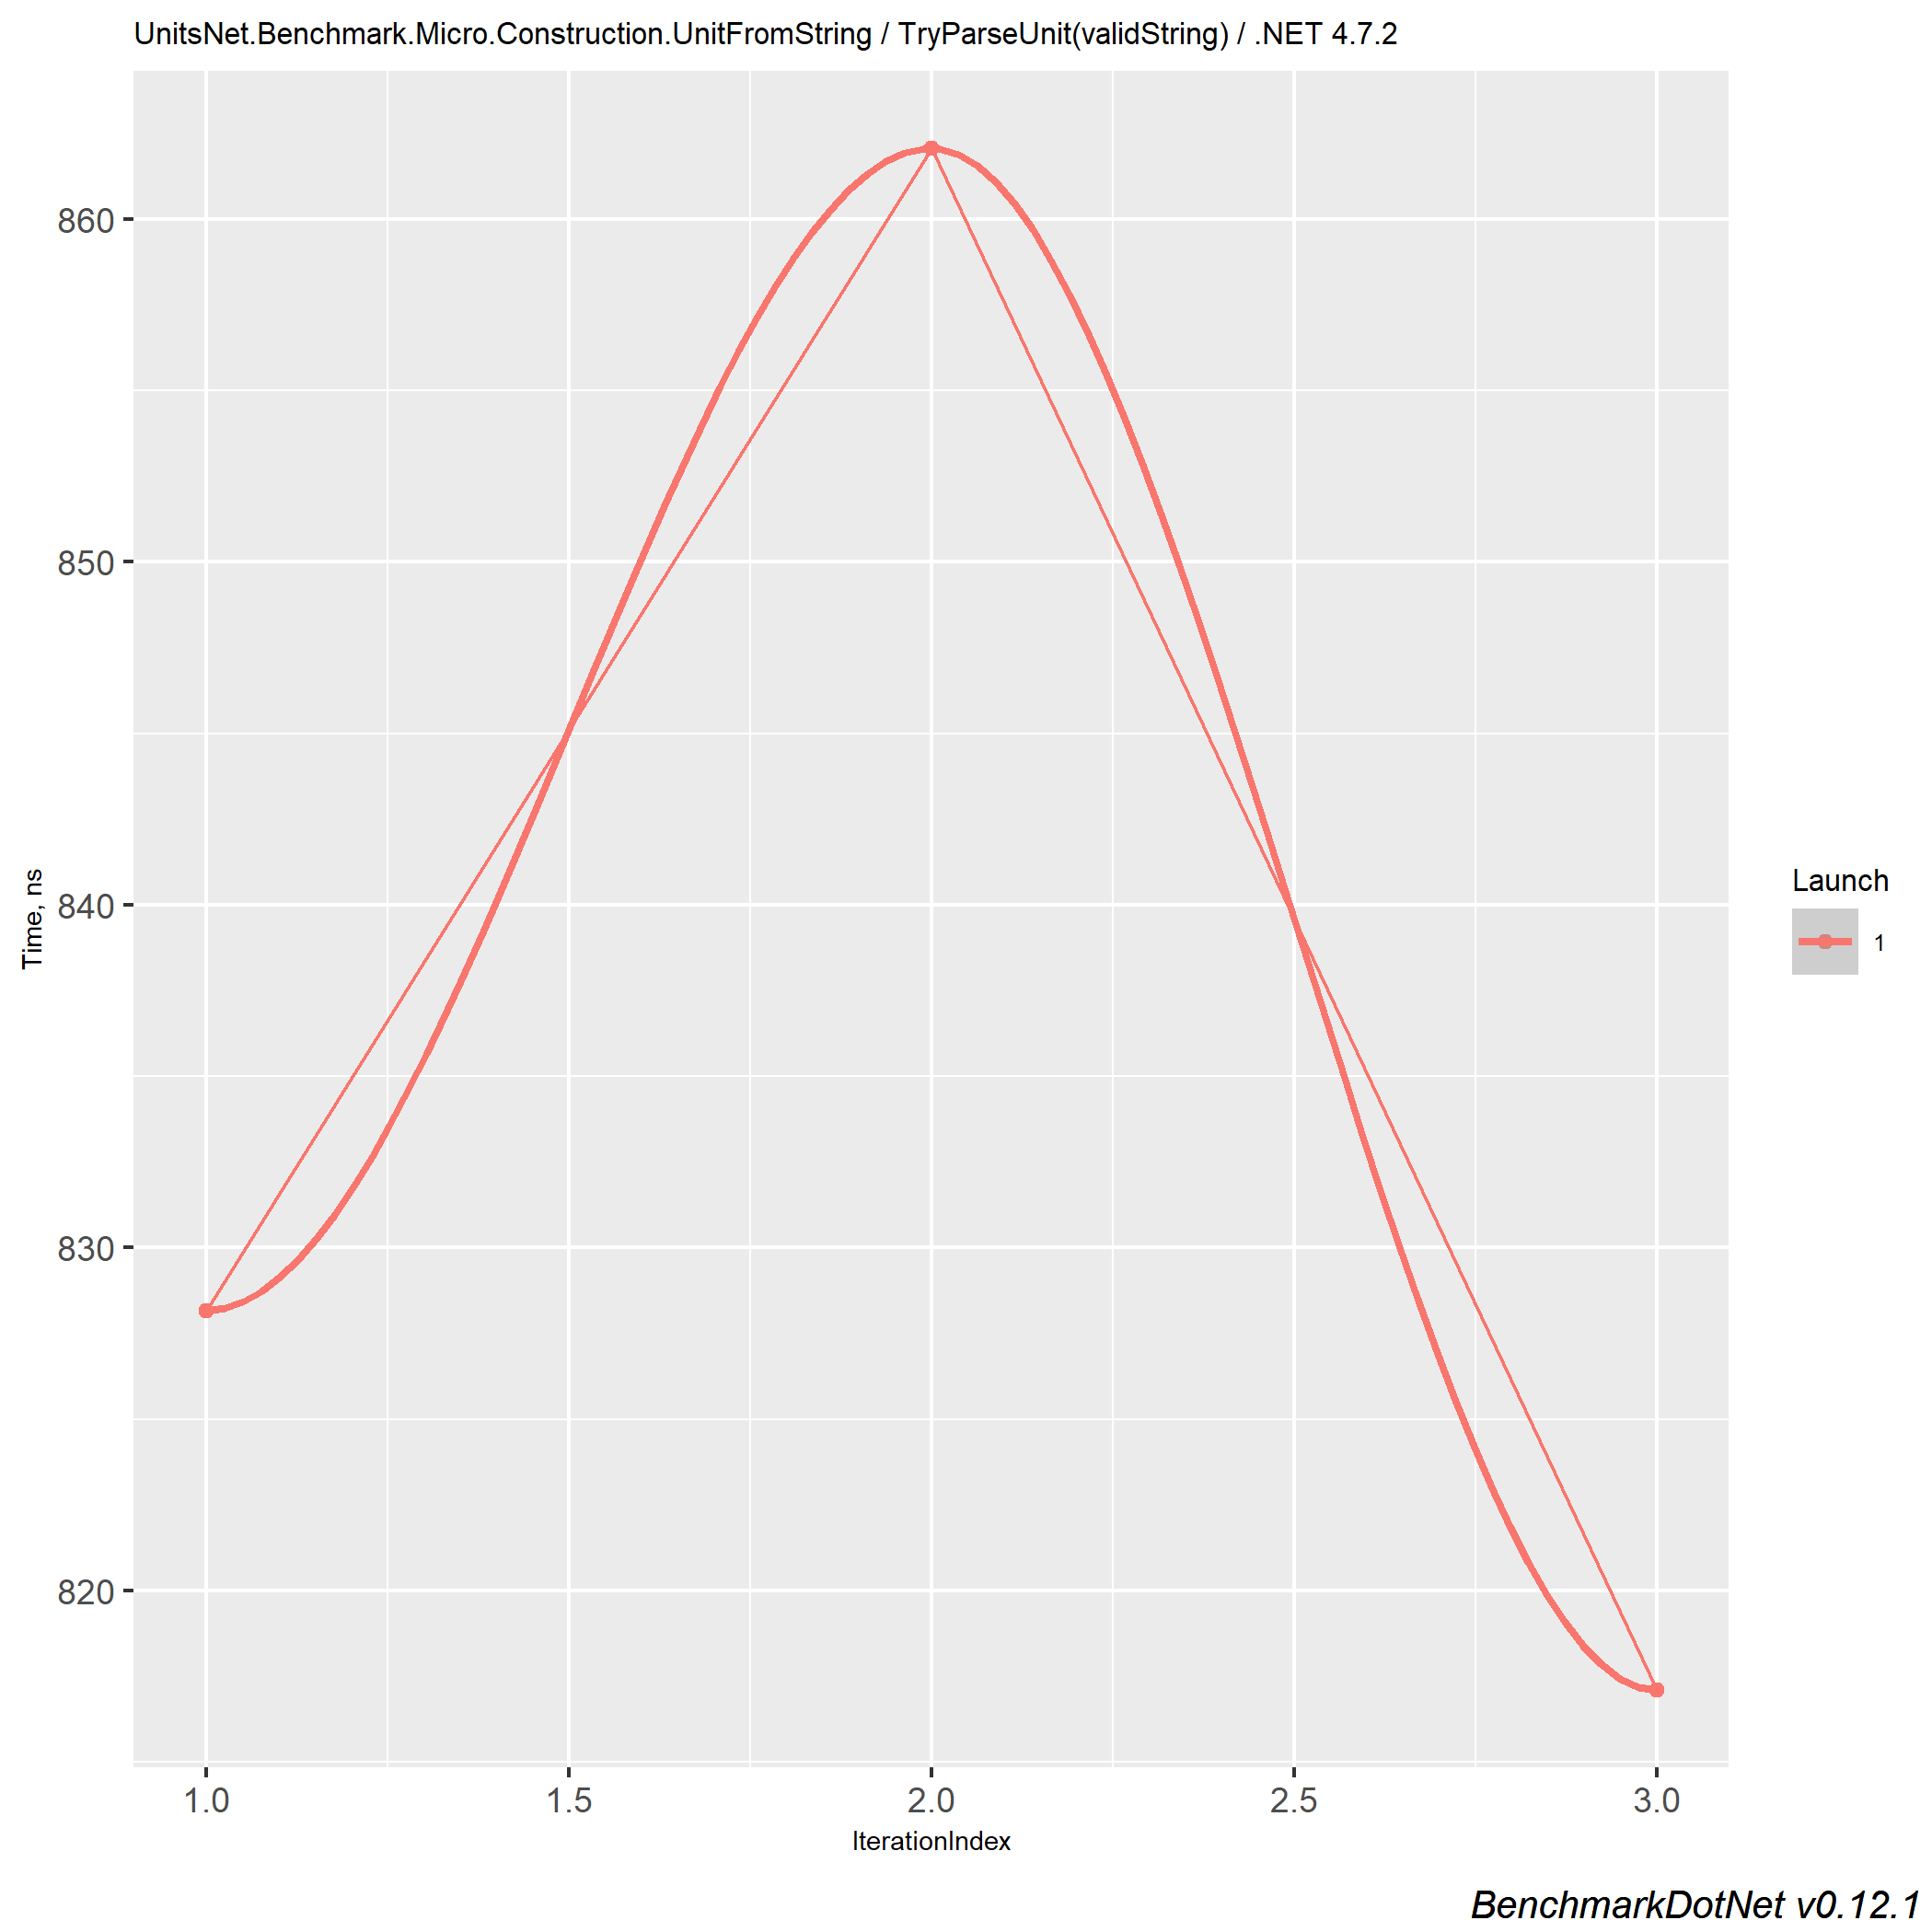 UnitsNet.Benchmark.Micro.Construction.UnitFromString / TryParseUnit(validString) / .NET 4.7.2
860
850
840
830
820
Time, ns
1.0 1.5 2.0 2.5 3.0
IterationIndex
Launch
1
BenchmarkDotNet v0.12.1